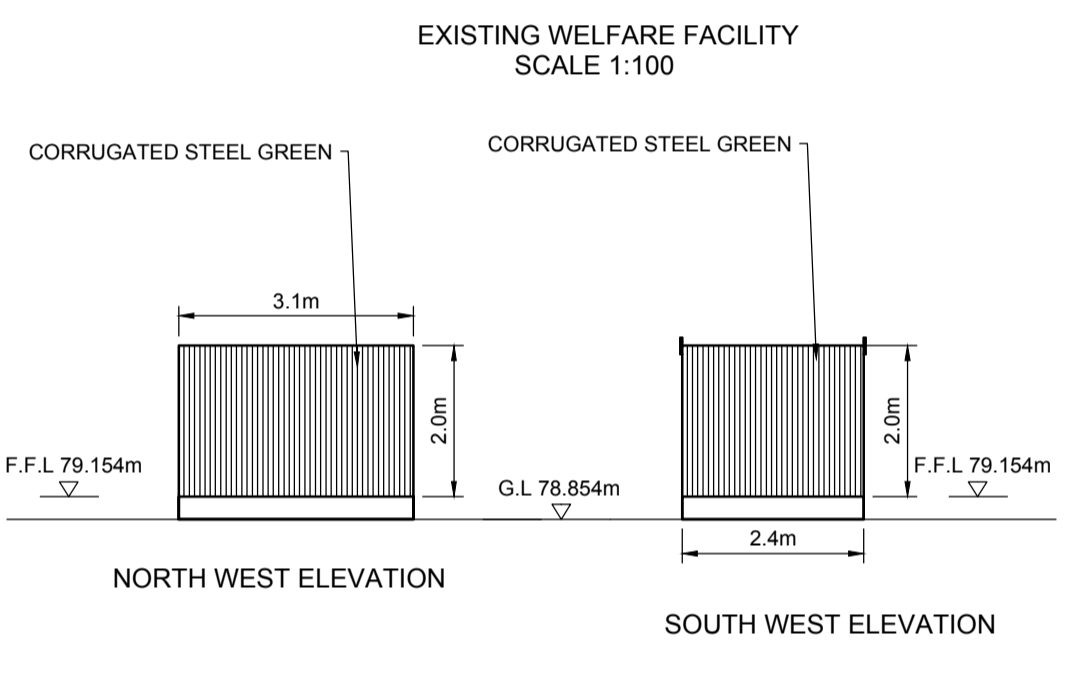 EXISTING WELFARE FACILITY
SCALE 1:100
CORRUGATED STEEL GREEN
CORRUGATED STEEL GREEN
3.1m
2.0m
2.0m
F.F.L 79.154m
F.F.L 79.154m
G.L 78.854m
2.4m
NORTH WEST ELEVATION
SOUTH WEST ELEVATION